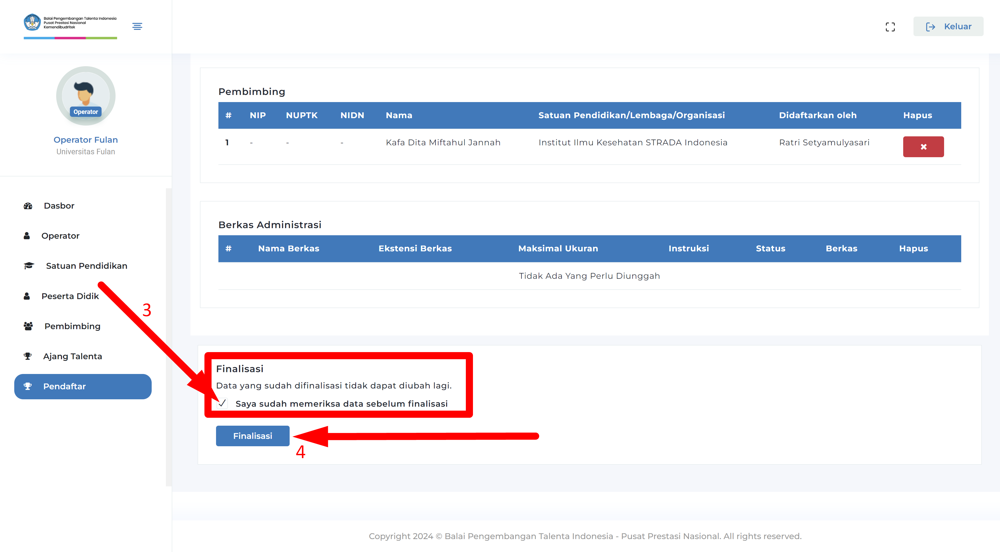 Balai Pengembangan Talenta Indonesia
Pusat Prestasi Nasional
Kemendibudritek
Keluar
Operator
Operator Fulan
Universitas Fulan
Dasbor
Operator
Satuan Pendidikan
Peserta Didik
Pembimbing
Ajang Talenta
Pendaftar
Pembimbing
# NIP NUPTK NIDN Nama Satuan Pendidikan/Lembaga/Organisasi Didaftarkan oleh Hapus
1 - - - Kafa Dita Miftahul Jannah Institut Ilmu Kesehatan STRADA Indonesia Ratri Setyamulyasari
Berkas Administrasi
# Nama Berkas Ekstensi Berkas Maksimal Ukuran Instruksi Status Berkas Hapus
Tidak Ada Yang Perlu Diunggah
3
Finalisasi
Data yang sudah difinalisasi tidak dapat diubah lagi.
Saya sudah memeriksa data sebelum finalisasi
Finalisasi
4
Copyright 2024 © Balai Pengembangan Talenta Indonesia - Pusat Prestasi Nasional. All rights reserved.